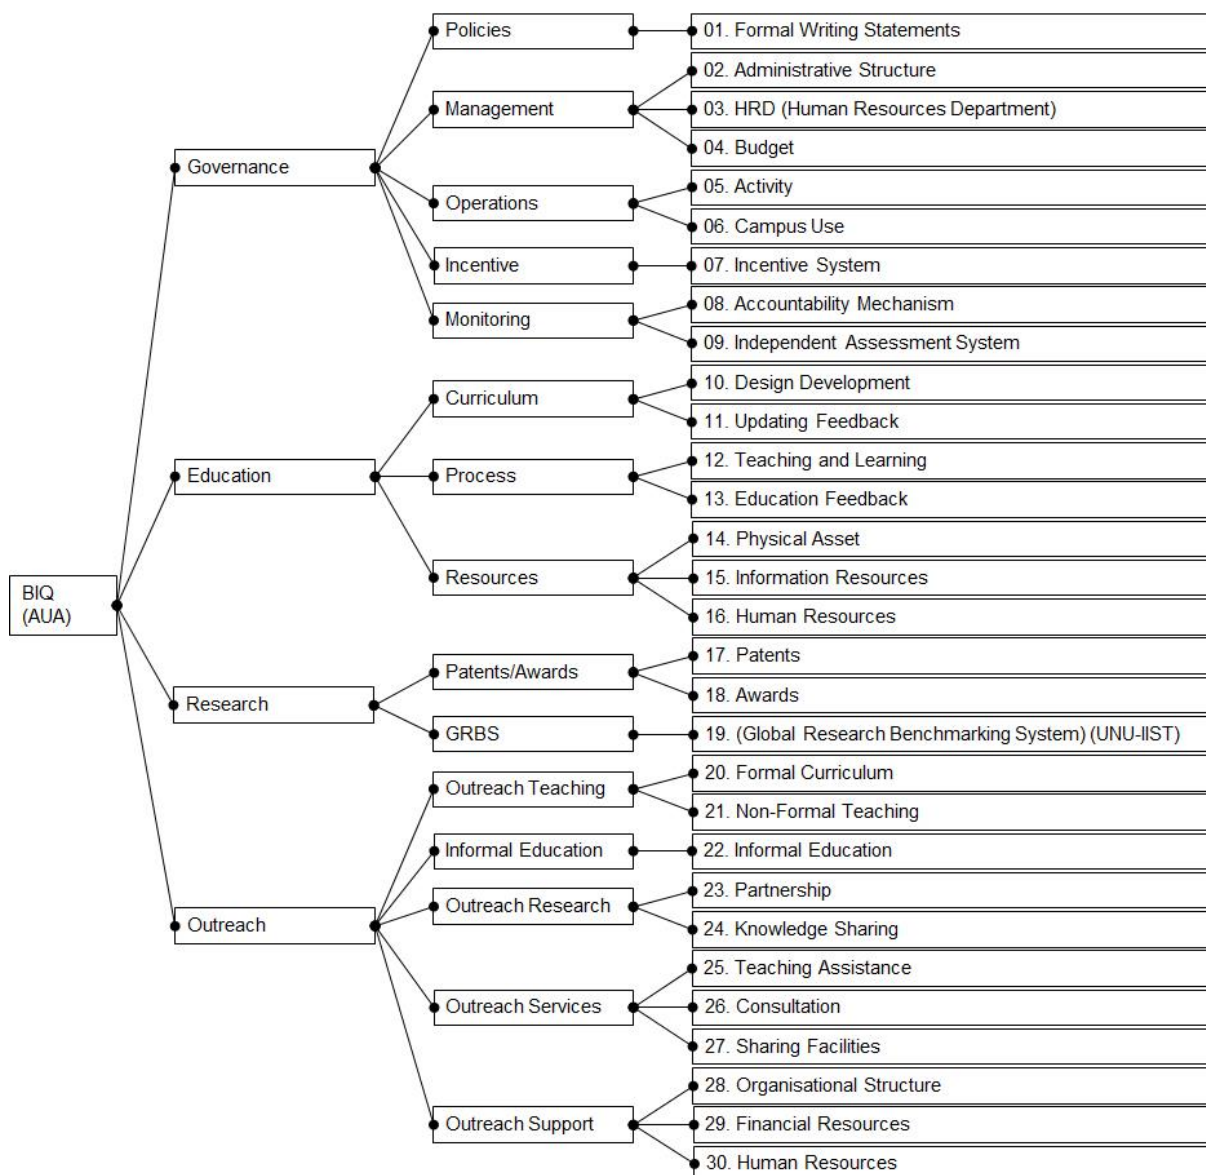 Policies
01. Formal Writing Statements
02. Administrative Structure
Management
03. HRD (Human Resources Department)
04. Budget
Governance
05. Activity
Operations
06. Campus Use
Incentive
07. Incentive System
08. Accountability Mechanism
Monitoring
09. Independent Assessment System
10. Design Development
Curriculum
11. Updating Feedback
12. Teaching and Learning
Education
Process
13. Education Feedback
14. Physical Asset
Resources
15. Information Resources
BIQ
(AUA)
16. Human Resources
17. Patents
Patents/Awards
18. Awards
Research
GRBS
19. (Global Research Benchmarking System) (UNU-IIST)
20. Formal Curriculum
Outreach Teaching
21. Non-Formal Teaching
Informal Education
22. Informal Education
23. Partnership
Outreach Research
24. Knowledge Sharing
Outreach
25. Teaching Assistance
Outreach Services
26. Consultation
27. Sharing Facilities
28. Organisational Structure
Outreach Support
29. Financial Resources
30. Human Resources